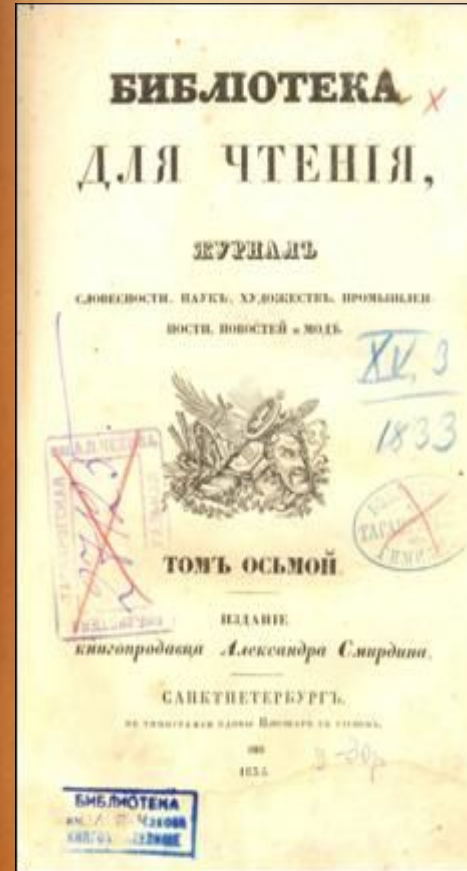 БИБЛІОТЕКА
ДЛЯ ЧТЕНІЯ,
ЖУРНАЛЪ
СЛОВЕСНОСТИ, НАУКЪ, ХУДОЖЕСТВЪ, ПРОМЫШЛЕН-
НОСТИ, НОВОСТЕЙ и МОДЪ.
XV, 3
1833
ТОМЪ ОСЬМОЙ.
ИЗДАНІЕ
книгопродавца Александра Смирдина.
САНКТПЕТЕРБУРГЪ,
1835
БИБЛИОТЕКА